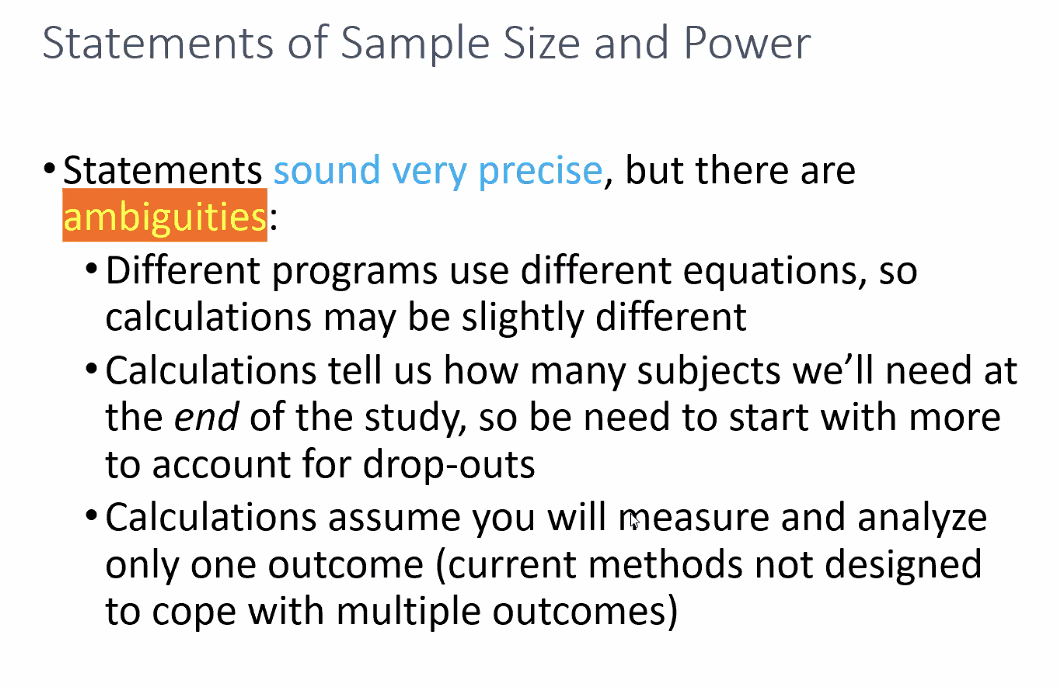 Statements of Sample Size and Power
• Statements sound very precise, but there are
ambiguities:
• Different programs use different equations, so
calculations may be slightly different
• Calculations tell us how many subjects we’ll need at
the end of the study, so be need to start with more
to account for drop-outs
• Calculations assume you will measure and analyze
only one outcome (current methods not designed
to cope with multiple outcomes)